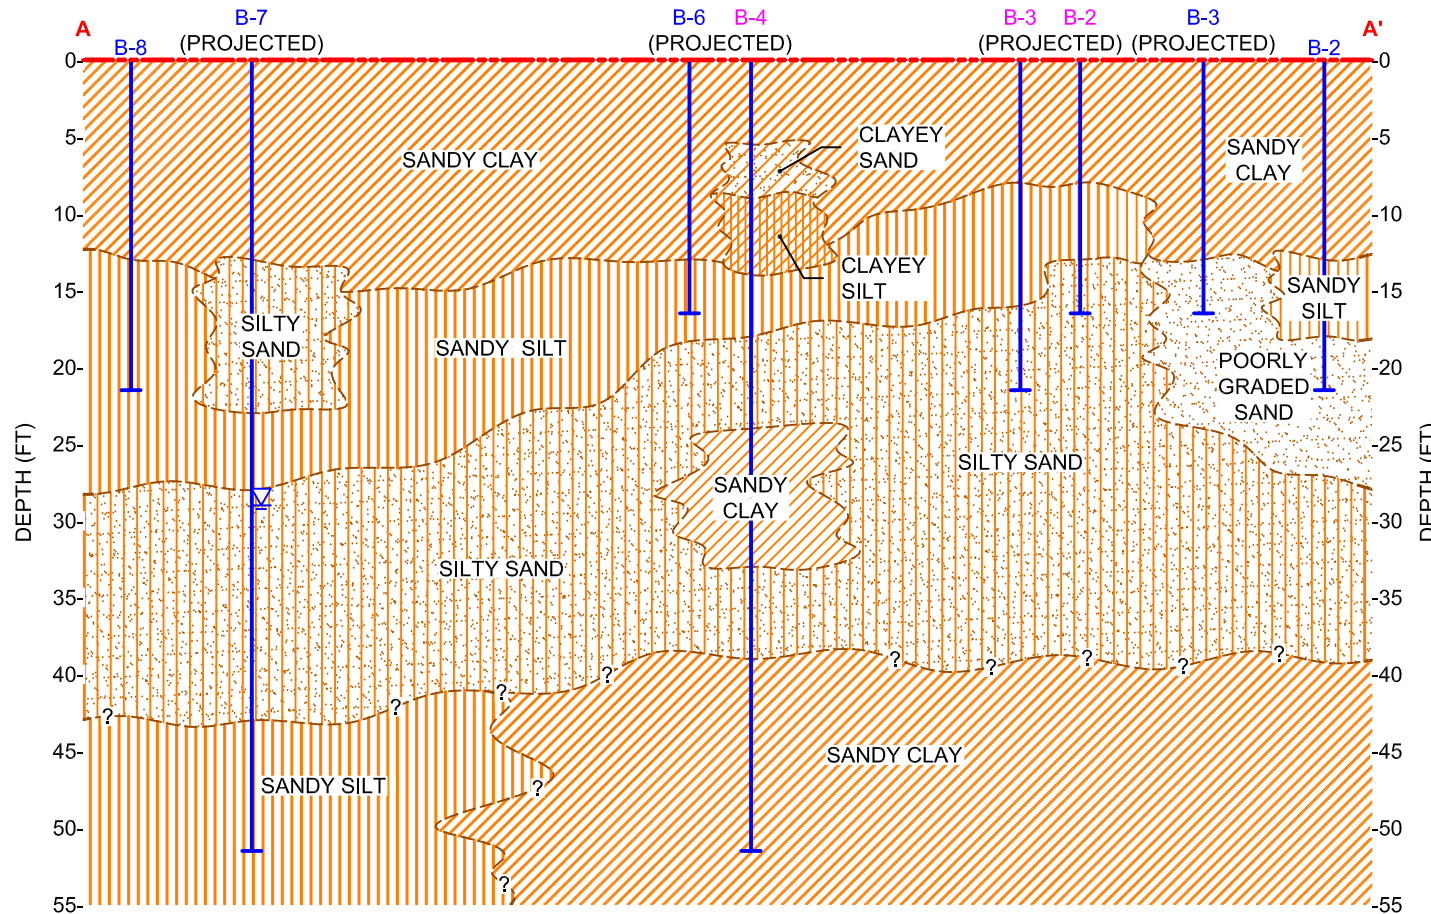 A
B-8
B-7
(PROJECTED)
B-6
B-4
(PROJECTED)
B-3
B-2
(PROJECTED)
B-3
(PROJECTED)
B-2
A'
0-
5-
10-
15-
20-
25-
30-
35-
40-
45-
50-
55-
DEPTH (FT)
-0
-5
-10
-15
-20
-25
-30
-35
-40
-45
-50
-55
DEPTH (FT)
SANDY CLAY
CLAYEY
SAND
SANDY
CLAY
CLAYEY
SILT
SANDY
SILT
SILTY
SAND
SANDY SILT
POORLY
GRADED
SAND
SILTY SAND
SANDY
CLAY
SILTY SAND
?
?
?
?
?
?
?
?
?
SANDY CLAY
SANDY SILT
?
?